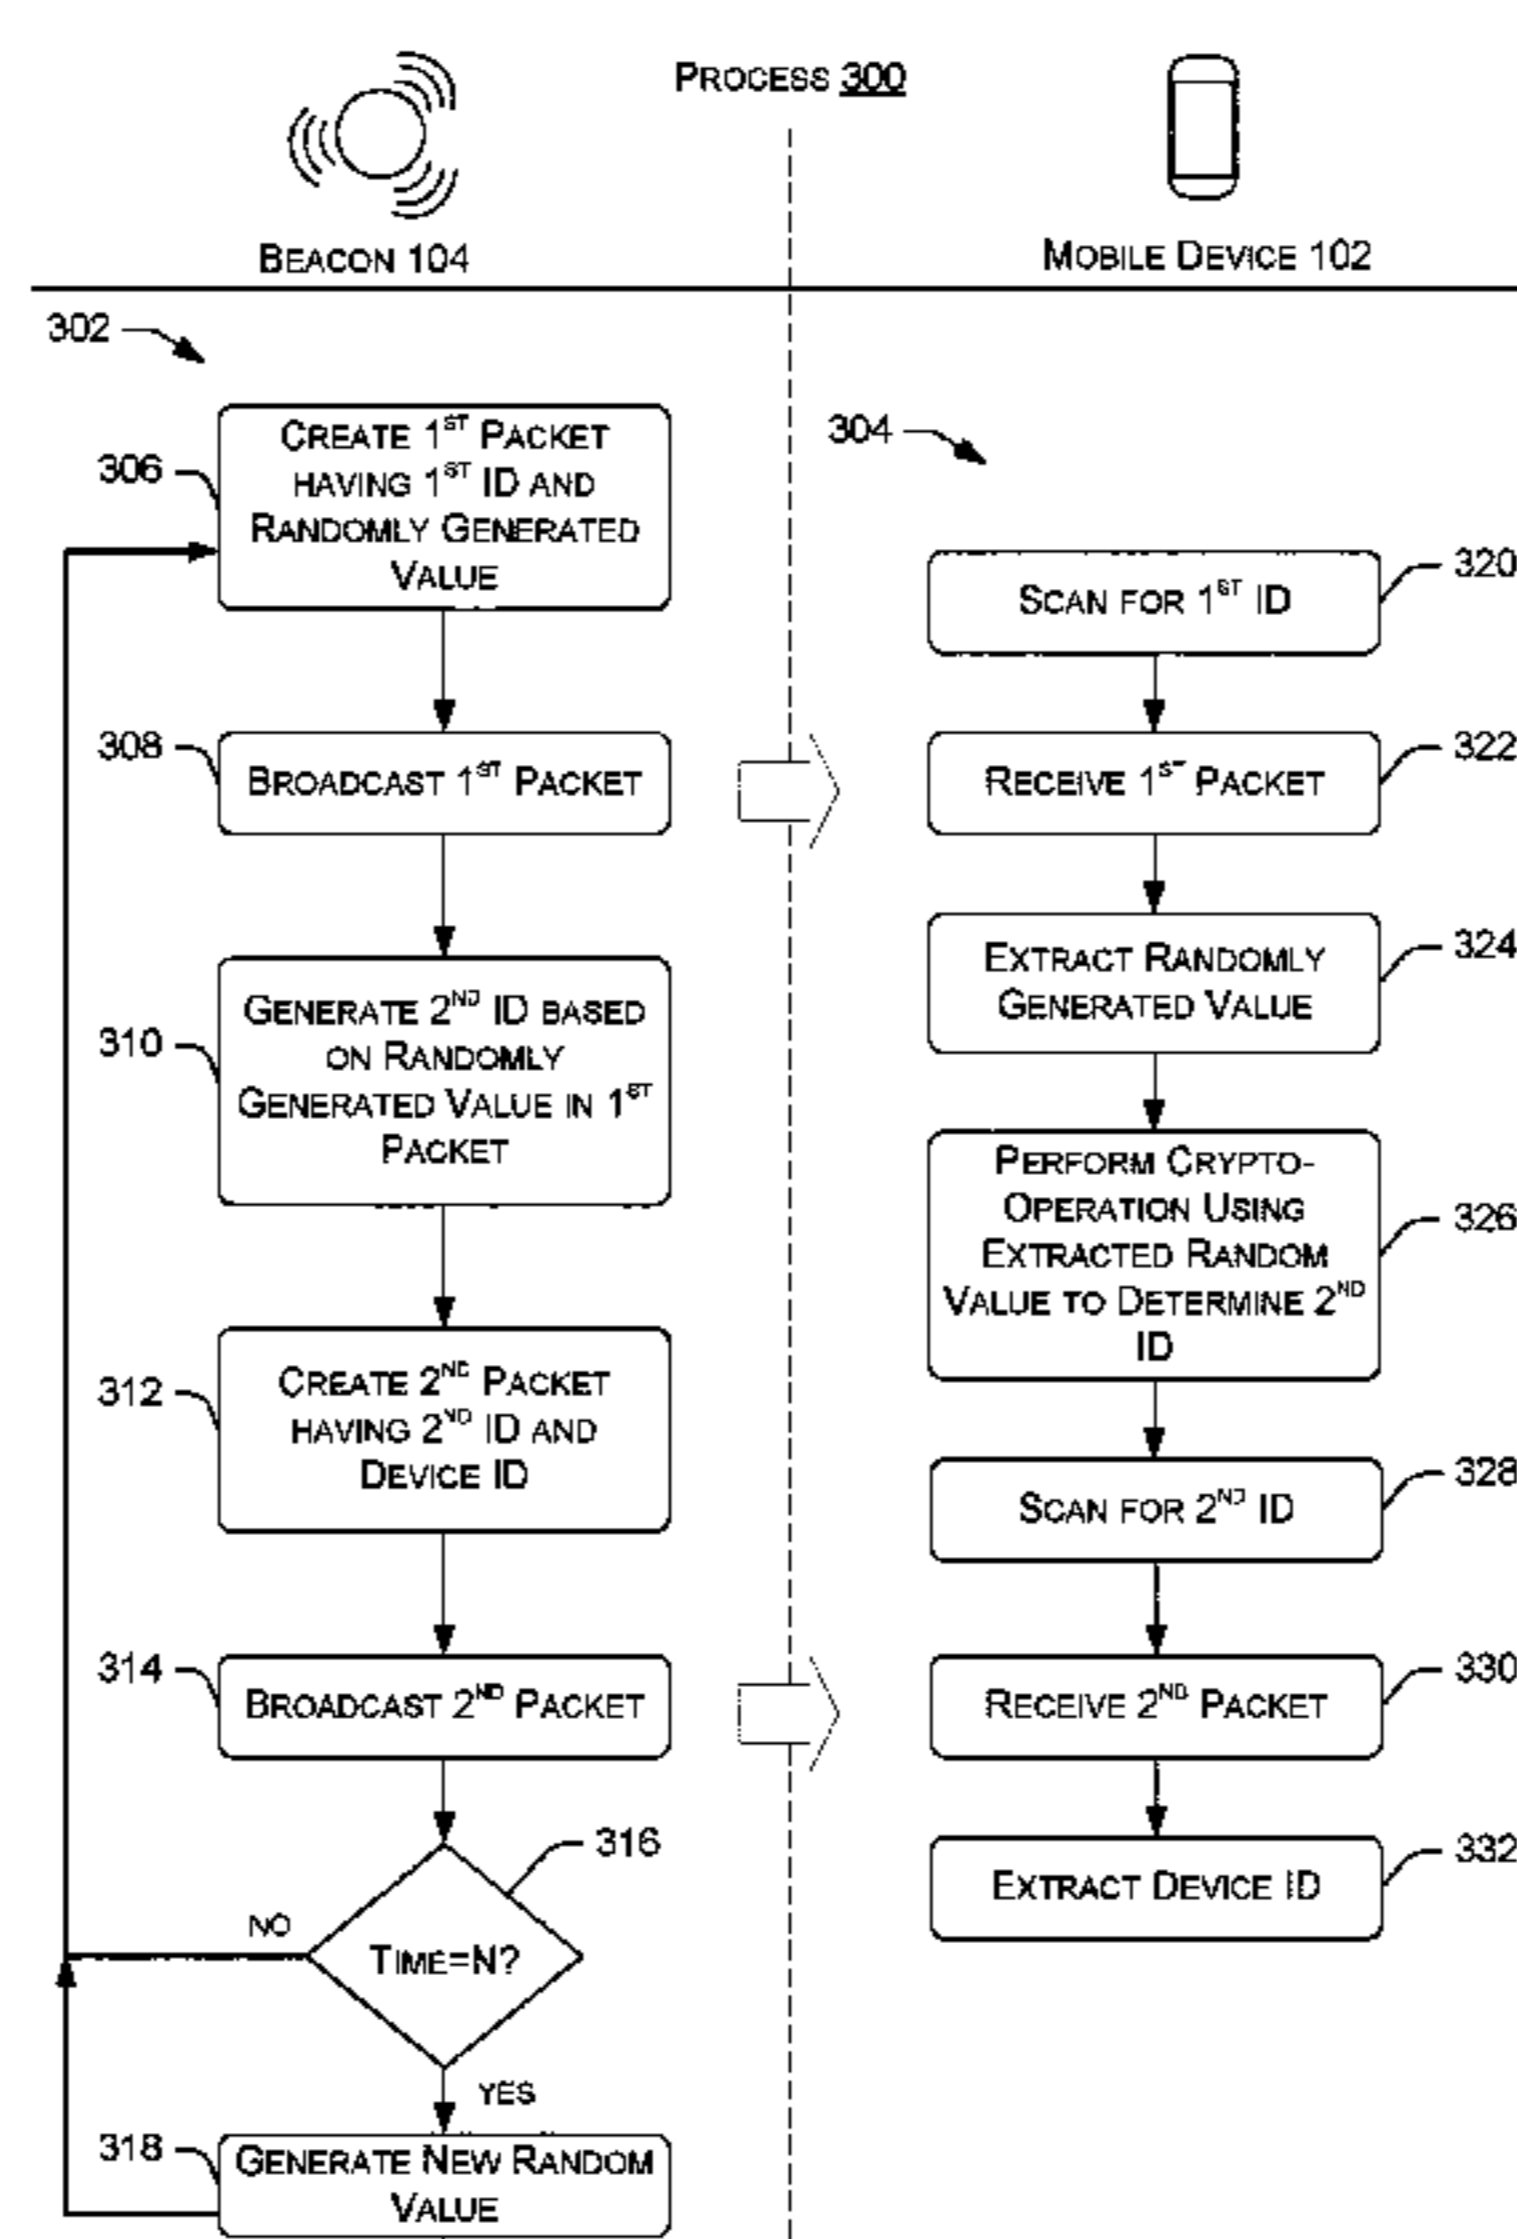 PROCESS 300
BEACON 104
MOBILE DEVICE 102
302
306
CREATE 1ST PACKET
HAVING 1ST ID AND
RANDOMLY GENERATED
VALUE
308
BROADCAST 1ST PACKET
310
GENERATE 2ND ID BASED
ON RANDOMLY
GENERATED VALUE IN 1ST
PACKET
312
CREATE 2ND PACKET
HAVING 2ND ID AND
DEVICE ID
314
BROADCAST 2ND PACKET
316
NO
TIME=N?
YES
318
GENERATE NEW RANDOM
VALUE
304
320
SCAN FOR 1ST ID
322
RECEIVE 1ST PACKET
324
EXTRACT RANDOMLY
GENERATED VALUE
326
PERFORM CRYPTO-
OPERATION USING
EXTRACTED RANDOM
VALUE TO DETERMINE 2ND
ID
328
SCAN FOR 2ND ID
330
RECEIVE 2ND PACKET
332
EXTRACT DEVICE ID